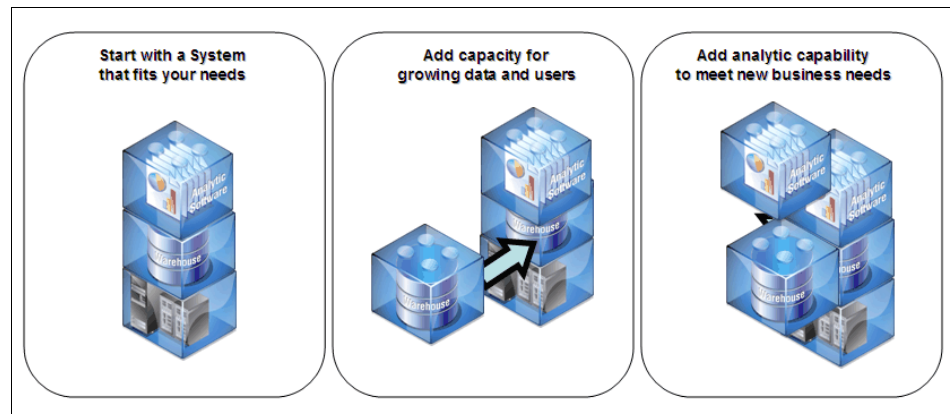 Start with a System
that fits your needs
Analytic
Software
Warehouse
Add capacity for
growing data and users
Analytic
Software
Warehouse
Warehouse
Add analytic capability
to meet new business needs
Analytic
Software
Analytic
Software
Warehouse